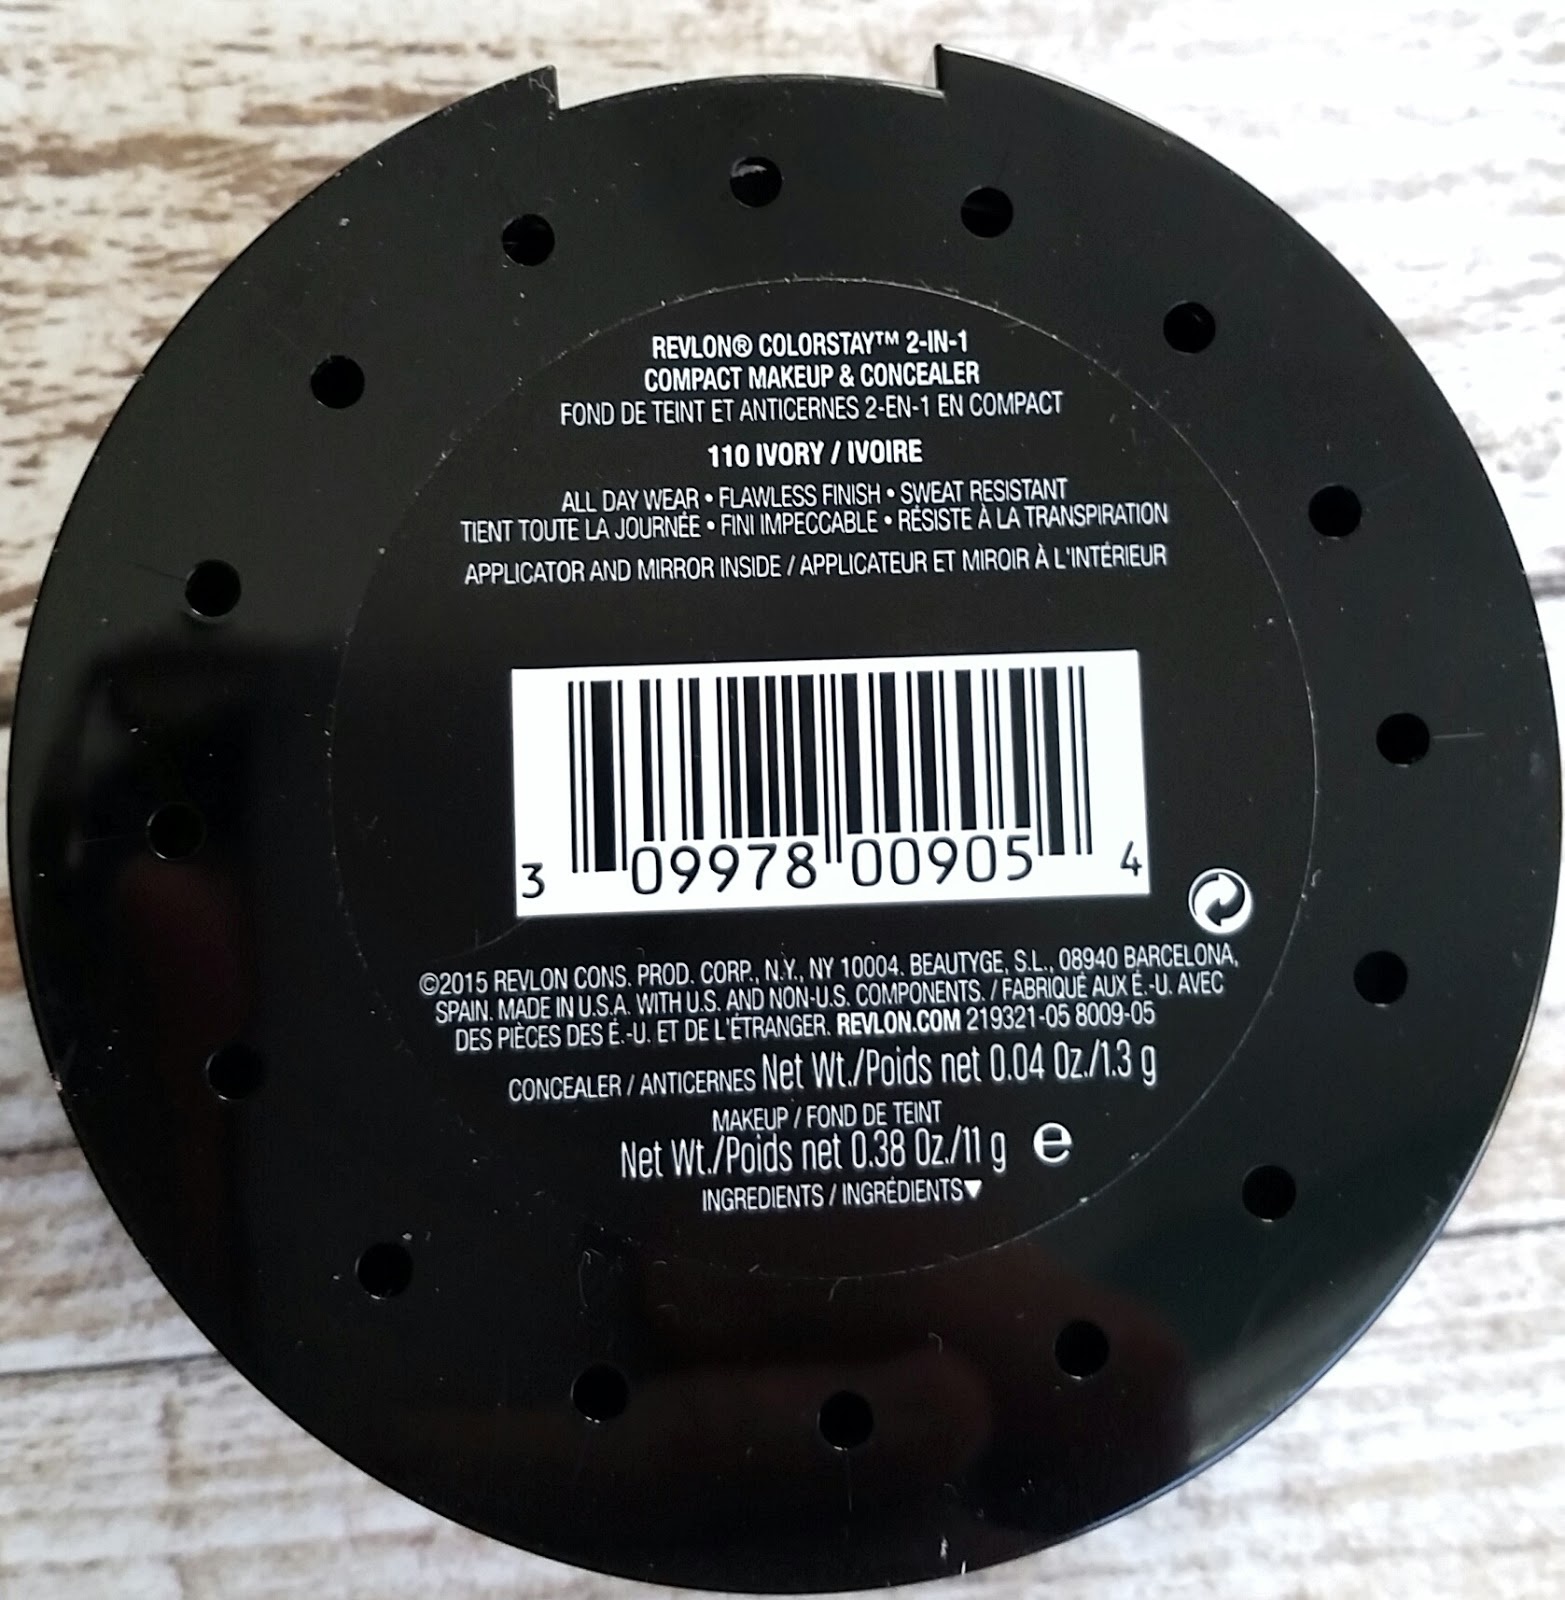 REVLON® COLORSTAY™ 2-IN-1
COMPACT MAKEUP & CONCEALER
FOND DE TEINT ET ANTICERNES 2-EN-1 EN COMPACT
110 IVORY / IVOIRE
ALL DAY WEAR • FLAWLESS FINISH • SWEAT RESISTANT
TIENT TOUTE LA JOURNÉE • FINI IMPECCABLE • RÉSISTE À LA TRANSPIRATION
APPLICATOR AND MIRROR INSIDE / APPLICATEUR ET MIROIR À L'INTÉRIEUR
3 09978 00905 4
©2015 REVLON CONS. PROD. CORP., N.Y., NY 10004. BEAUTYGE, S.L., 08940 BARCELONA,
SPAIN. MADE IN U.S.A. WITH U.S. AND NON-U.S. COMPONENTS. / FABRIQUÉ AUX É.-U. AVEC
DES PIÈCES DES É.-U. ET DE L'ÉTRANGER. REVLON.COM 219321-05 8009-05
CONCEALER / ANTICERNES Net Wt./Poids net 0.04 Oz./1.3 g
MAKEUP / FOND DE TEINT
Net Wt./Poids net 0.38 Oz./11 g e
INGREDIENTS / INGRÉDIENTS▼